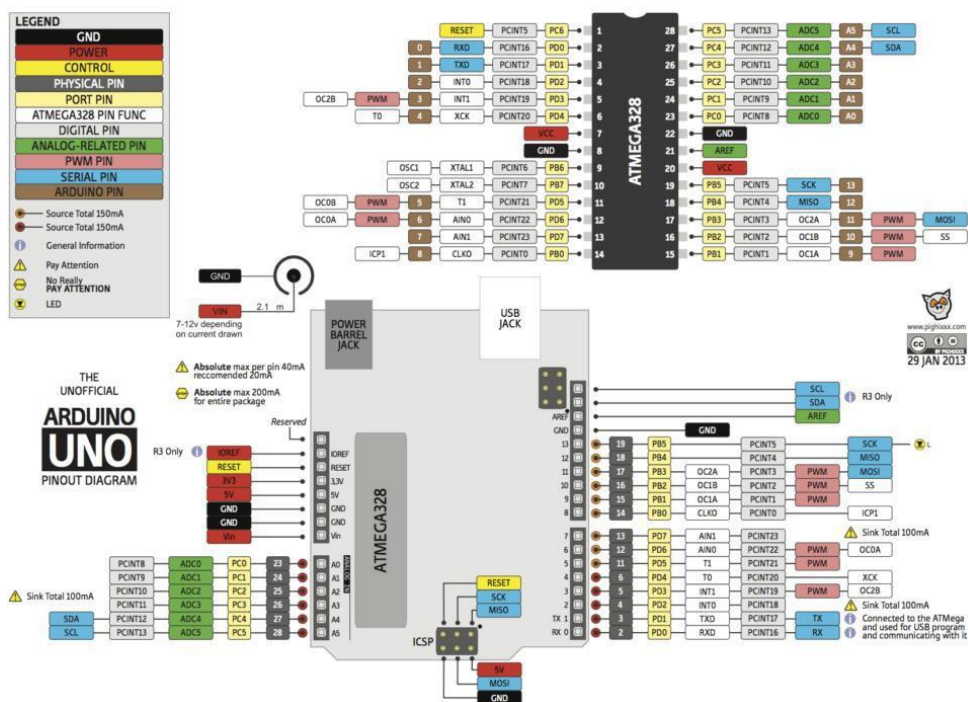 LEGEND
GND
POWER
CONTROL
PHYSICAL PIN
PORT PIN
ATMEGA328 PIN FUNC
DIGITAL PIN
ANALOG-RELATED PIN
PWM PIN
SERIAL PIN
ARDUINO PIN
Source Total 150mA
Source Total 150mA
General Information
Pay Attention
No Really
PAY ATTENTION
LED
RESET PCINT5 PC6 1
0 RXD PCINT16 PD0 2
1 TXD PCINT17 PD1 3
2 INT0 PCINT18 PD2 4
OC2B PWM 3 INT1 PCINT19 PD3 5
T0 4 XCK PCINT20 PD4 6
VCC 7
GND 8
OSC1 XTAL1 PCINT6 PB6 9
OSC2 XTAL2 PCINT7 PB7 10
OC0B PWM 5 T1 PCINT21 PD5 11
OC0A PWM 6 AIN0 PCINT22 PD6 12
7 AIN1 PCINT23 PD7 13
ICP1 8 CLKO PCINT0 PB0 14
ATMEGA328
28 PC5 PCINT13 ADC5 A5 SCL
27 PC4 PCINT12 ADC4 A4 SDA
26 PC3 PCINT11 ADC3 A3
25 PC2 PCINT10 ADC2 A2
24 PC1 PCINT9 ADC1 A1
23 PC0 PCINT8 ADC0 A0
22 GND
21 AREF
20 VCC
19 PB5 PCINT5 SCK 13
18 PB4 PCINT4 MISO 12
17 PB3 PCINT3 OC2A 11 PWM MOSI
16 PB2 PCINT2 OC1B 10 PWM SS
15 PB1 PCINT1 OC1A 9 PWM
GND
VIN 2.1 m
7-12v depending
on current drawn
POWER
BARREL
JACK
USB
JACK
www.pighixxx.com
cc
BY PIGHIXXX
29 JAN 2013
Absolute max per pin 40mA
reccomended 20mA
Absolute max 200mA
for entire package
THE
UNOFFICIAL
ARDUINO
UNO
PINOUT DIAGRAM
Reserved
R3 Only IOREF IOREF
RESET RESET
3V3 3,3V
5V 5V
GND GND
GND GND
Vin Vin
PCINT8 ADC0 PC0 23 A0
PCINT9 ADC1 PC1 24 A1
Sink Total 100mA PCINT10 ADC2 PC2 25 A2
PCINT11 ADC3 PC3 26 A3
SDA PCINT12 ADC4 PC4 27 A4
SCL PCINT13 ADC5 PC5 28 A5
ATMEGA328
SCL
SDA R3 Only
AREF AREF
GND GND
13 19 PB5 PCINT5 SCK L
12 18 PB4 PCINT4 MISO
11 17 PB3 OC2A PCINT3 PWM MOSI
10 16 PB2 OC1B PCINT2 PWM SS
9 15 PB1 OC1A PCINT1 PWM
8 14 PB0 CLKO PCINT0 ICP1
Sink Total 100mA
7 13 PD7 AIN1 PCINT23
6 12 PD6 AIN0 PCINT22 PWM OC0A
5 11 PD5 T1 PCINT21 PWM
4 6 PD4 T0 PCINT20 XCK
3 5 PD3 INT1 PCINT19 PWM OC2B
2 4 PD2 INT0 PCINT18
Sink Total 100mA
TX 1 3 PD1 TXD PCINT17 TX
RX 0 2 PD0 RXD PCINT16 RX
Connected to the ATMega
and used for USB program
and communicating with it
RESET
SCK
MISO
ICSP
5V
MOSI
GND